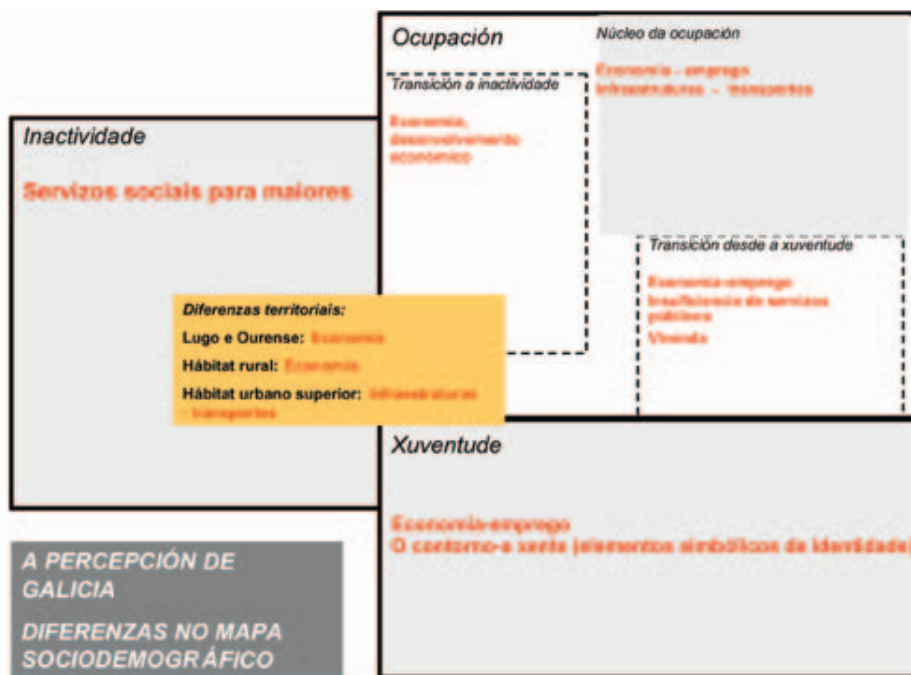 Ocupación
Núcleo da ocupación
Economía - emprego
Infraestruturas - transportes
Transición a inactividade
Economía,
desenvolvemento
económico
Inactividade
Servizos sociais para maiores
Transición desde a xuventude
Economía-emprego
Insuficiencia de servizos
públicos
Vivenda
Diferenzas territoriais:
Lugo e Ourense: Economía
Hábitat rural: Economía
Hábitat urbano superior: Infraestruturas
- transportes
Xuventude
Economía-emprego
O contorno-a xente (elementos simbólicos de identidade)
A PERCEPCIÓN DE
GALICIA
DIFERENZAS NO MAPA
SOCIODEMOGRÁFICO